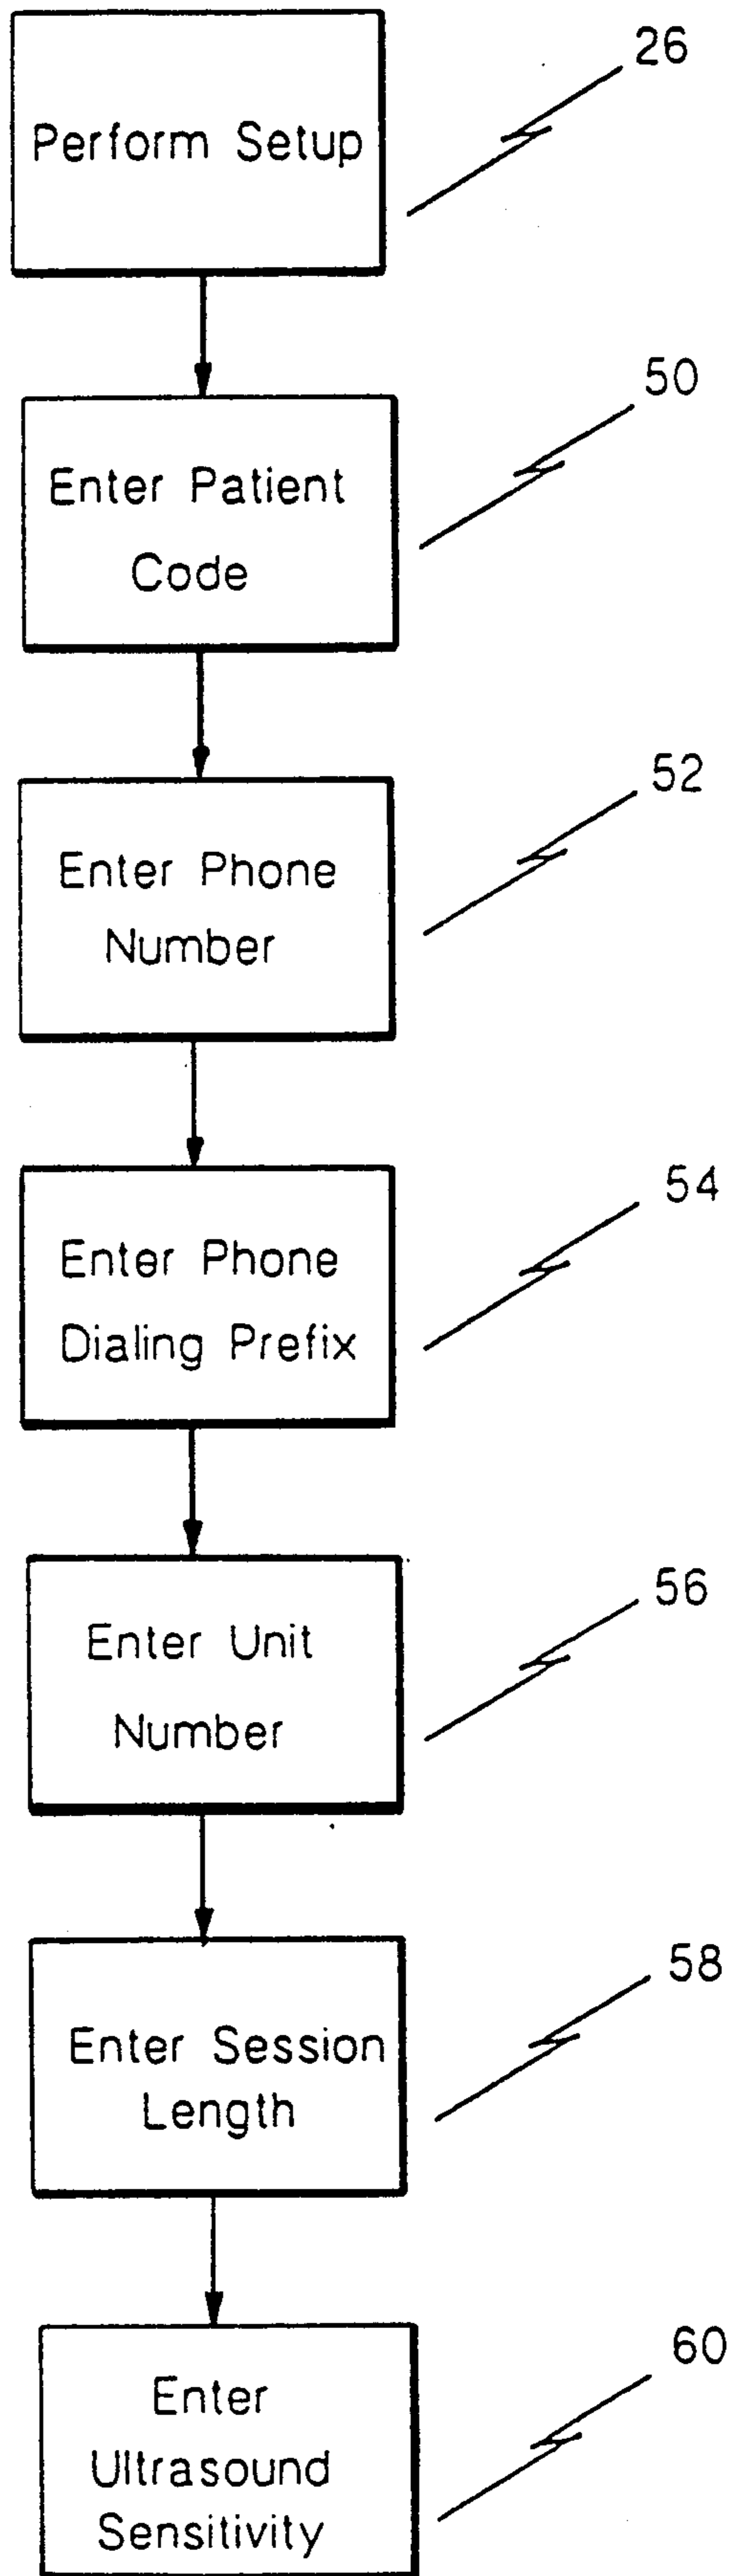 Perform Setup
26
Enter Patient
Code
50
Enter Phone
Number
52
Enter Phone
Dialing Prefix
54
Enter Unit
Number
56
Enter Session
Length
58
Enter
Ultrasound
Sensitivity
60